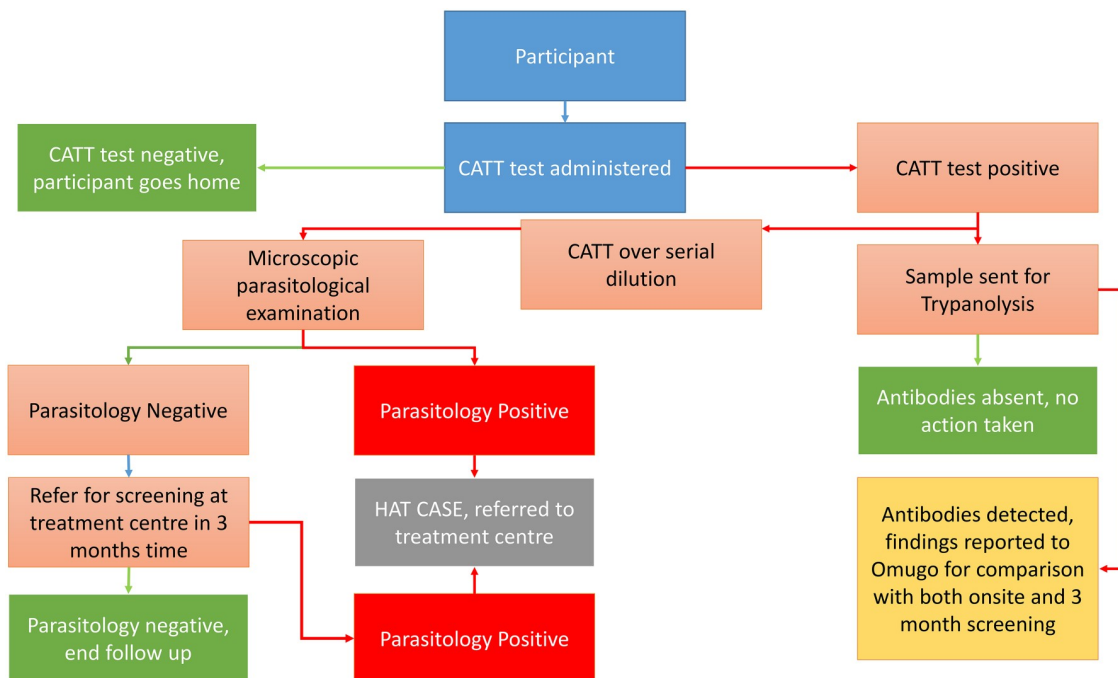 Participant
CATT test negative,
participant goes home
CATT test administered
CATT test positive
Microscopic
parasitological
examination
CATT over serial
dilution
Sample sent for
Trypanolysis
Parasitology Negative
Parasitology Positive
Antibodies absent, no
action taken
Refer for screening at
treatment centre in 3
months time
HAT CASE, referred to
treatment centre
Antibodies detected,
findings reported to
Omugo for comparison
with both onsite and 3
month screening
Parasitology negative,
end follow up
Parasitology Positive